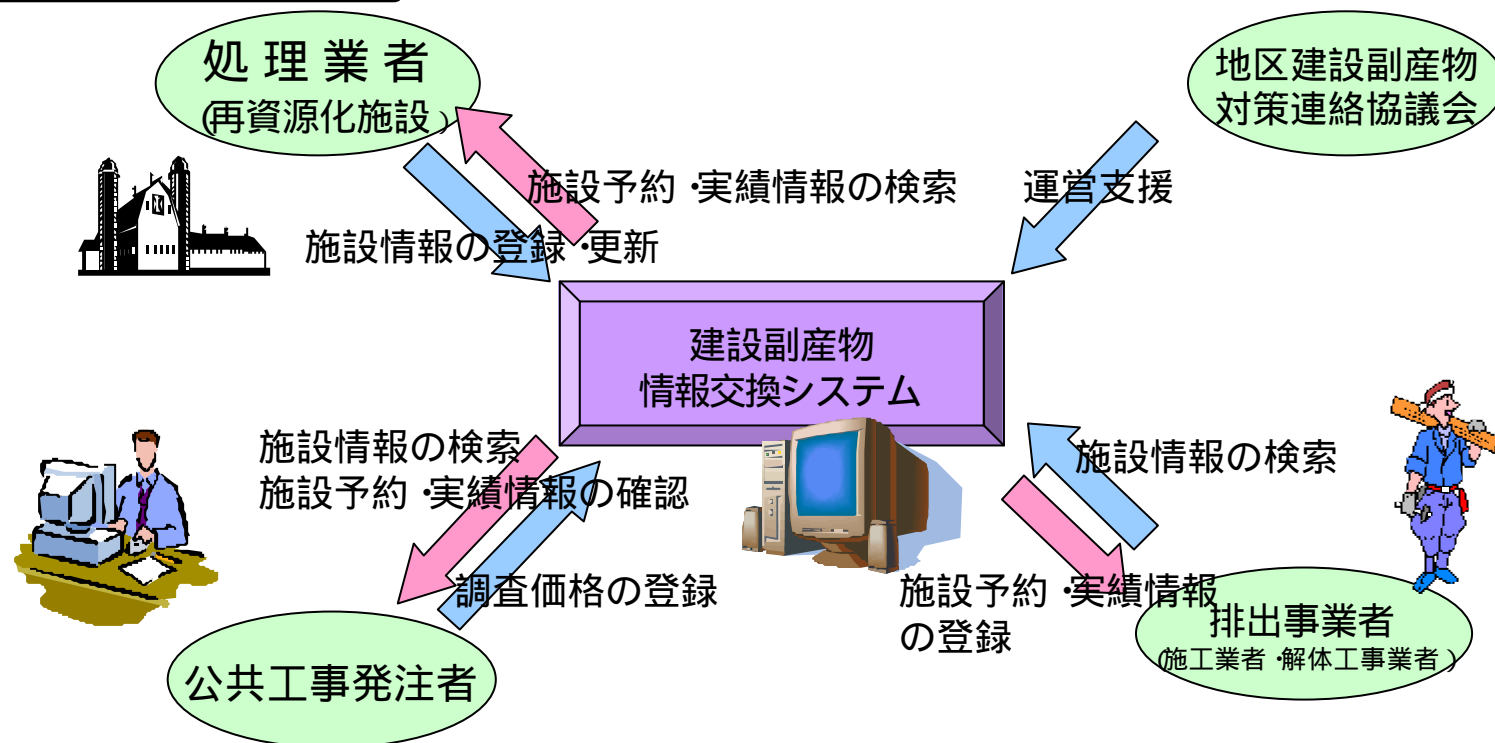 処理業者
(再資源化施設)
地区建設副産物
対策連絡協議会
施設予約・実績情報の検索
運営支援
施設情報の登録・更新
建設副産物
情報交換システム
施設情報の検索
施設予約・実績情報の確認
施設情報の検索
調査価格の登録
施設予約・実績情報
の登録
排出事業者
(施工業者・解体工事業者)
公共工事発注者